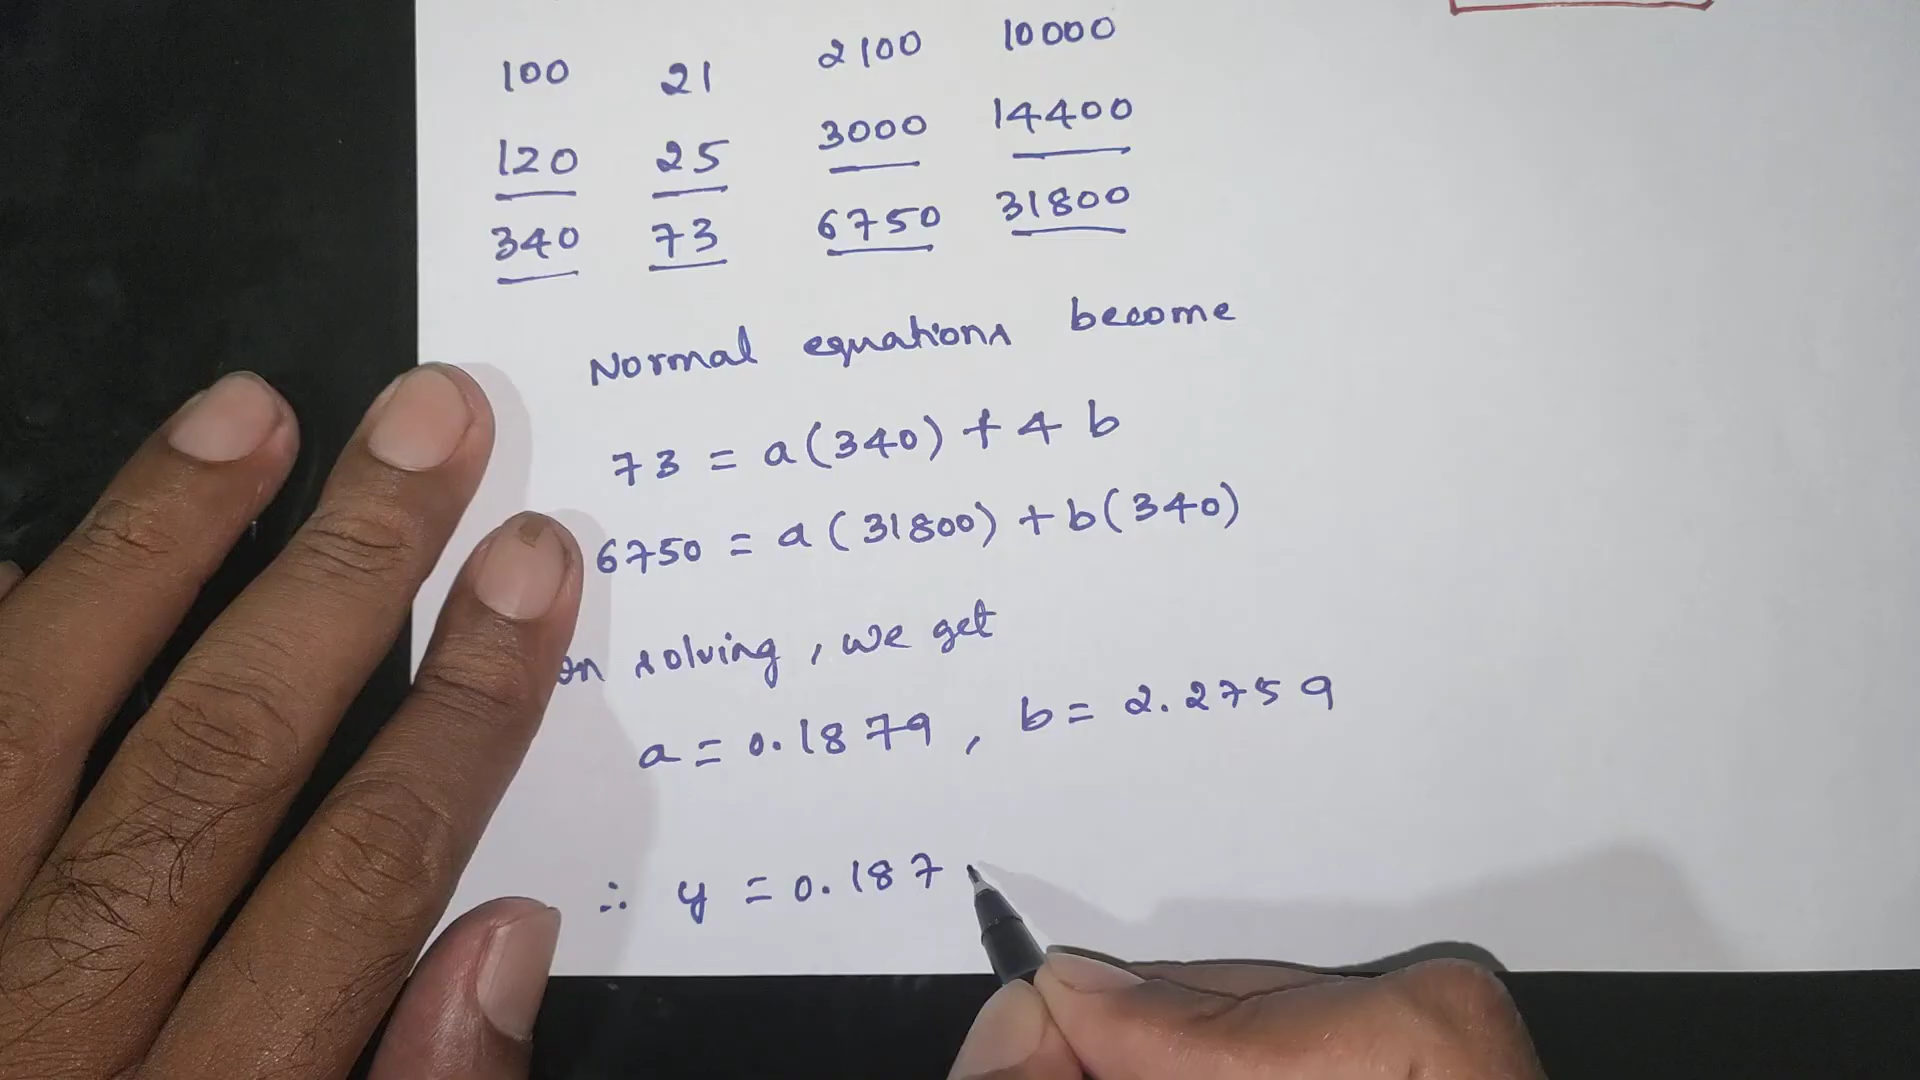 100 21 2100 10000
120 25 3000 14400
340 73 6750 31800
Normal equations become
73 = a(340) + 4 b
6750 = a(31800) + b(340)
on solving, we get
a = 0.1879, b = 2.2759
∴ y = 0.187